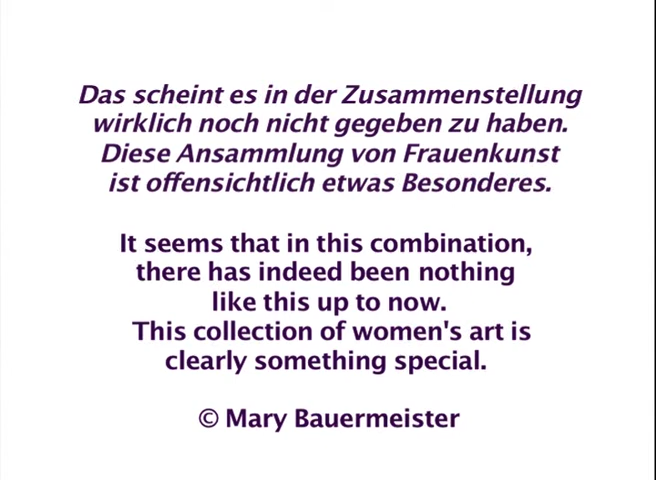 Das scheint es in der Zusammenstellung
wirklich noch nicht gegeben zu haben.
Diese Ansammlung von Frauenkunst
ist offensichtlich etwas Besonderes.
It seems that in this combination,
there has indeed been nothing
like this up to now.
This collection of women's art is
clearly something special.
© Mary Bauermeister